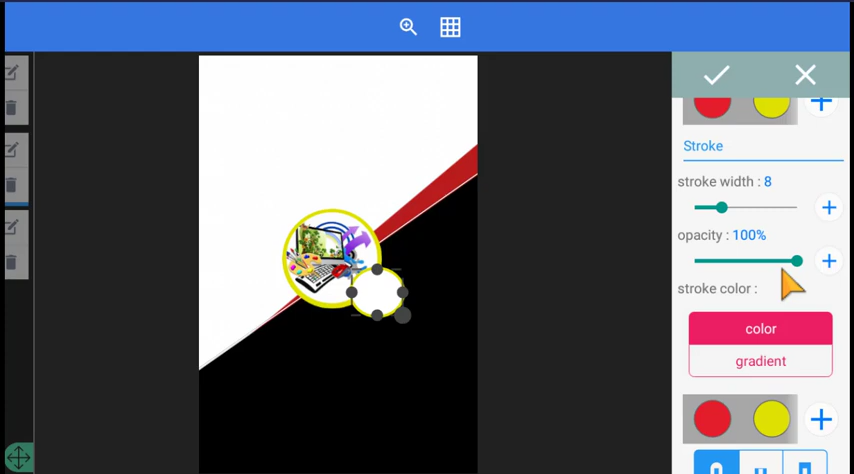 Stroke
stroke width : 8
opacity : 100%
stroke color :
color
gradient